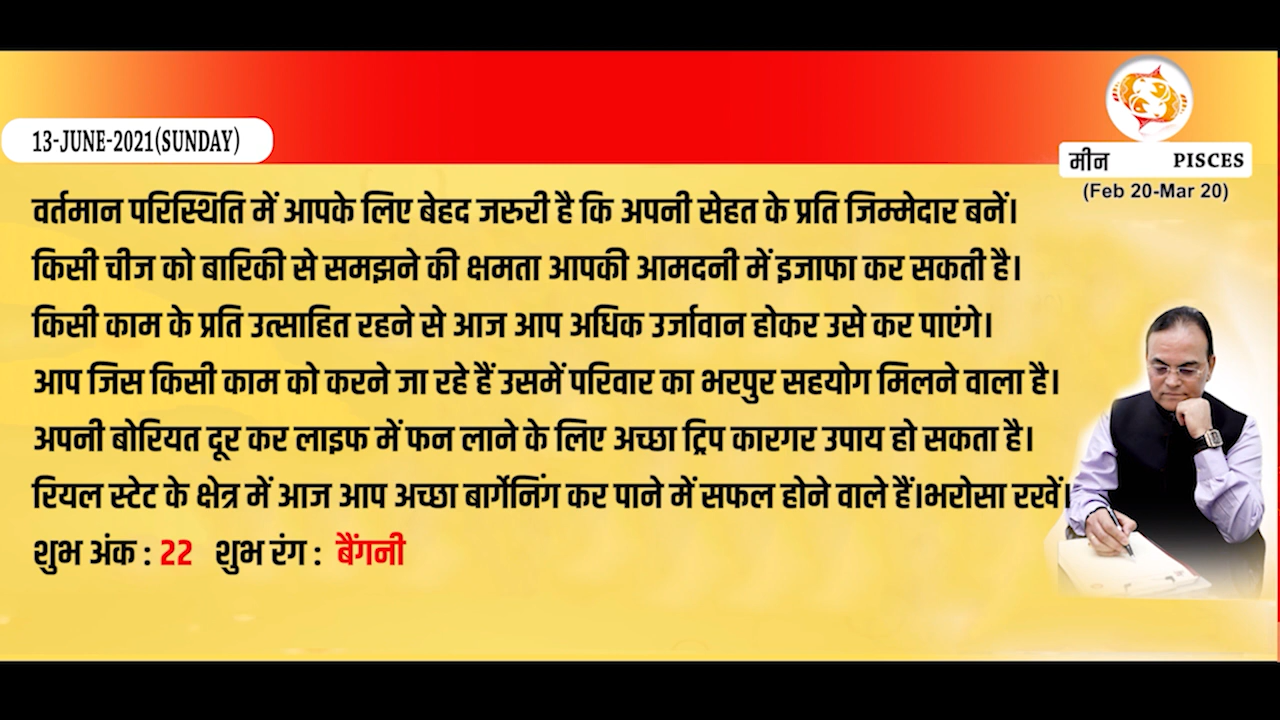 13-JUNE-2021(SUNDAY)
मीन PISCES
(Feb 20-Mar 20)
वर्तमान परिस्थिति में आपके लिए बेहद जरुरी है कि अपनी सेहत के प्रति जिम्मेदार बनें।
किसी चीज को बारिकी से समझने की क्षमता आपकी आमदनी में इजाफा कर सकती है।
किसी काम के प्रति उत्साहित रहने से आज आप अधिक उर्जावान होकर उसे कर पाएंगे।
आप जिस किसी काम को करने जा रहे हैं उसमें परिवार का भरपुर सहयोग मिलने वाला है।
अपनी बोरियत दूर कर लाइफ में फन लाने के लिए अच्छा ट्रिप कारगर उपाय हो सकता है।
रियल स्टेट के क्षेत्र में आज आप अच्छा बार्गेनिंग कर पाने में सफल होने वाले हैं।भरोसा रखें।
शुभ अंक : 22 शुभ रंग : बैंगनी